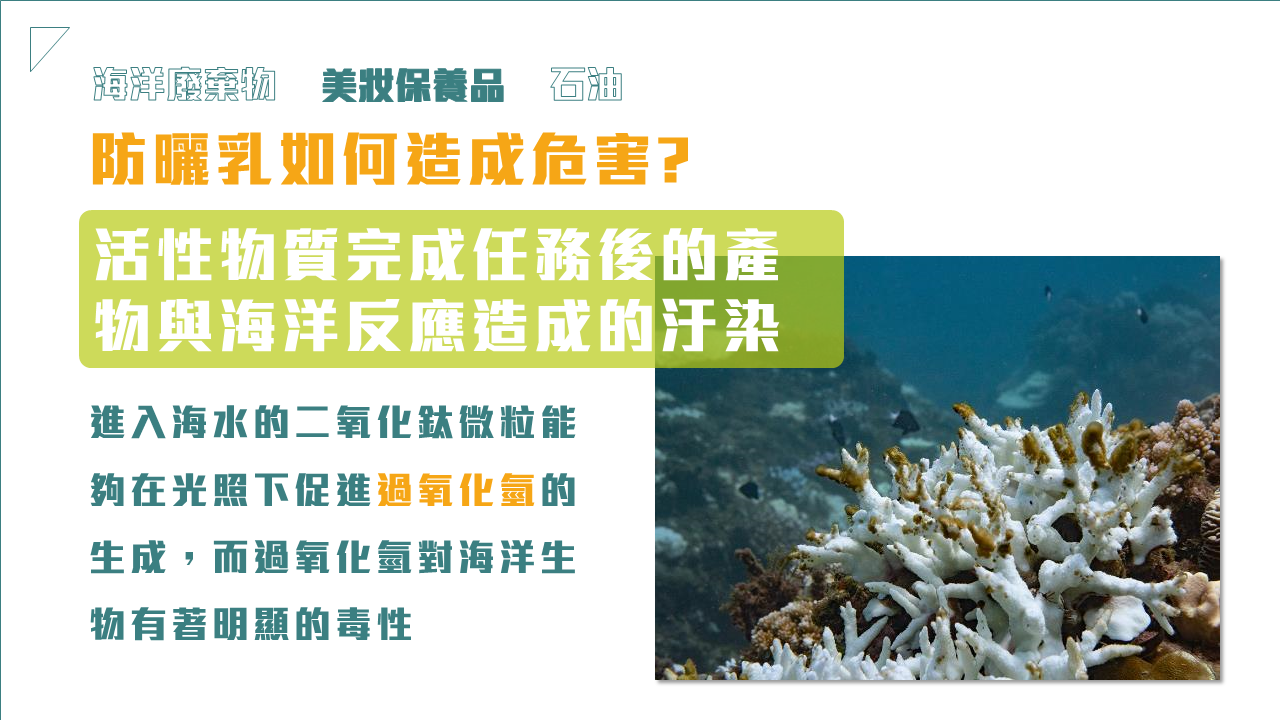 海洋廢棄物 美妝保養品 石油
防曬乳如何造成危害?
活性物質完成任務後的產
物與海洋反應造成的汙染
進入海水的二氧化鈦微粒能
夠在光照下促進過氧化氫的
生成，而過氧化氫對海洋生
物有著明顯的毒性